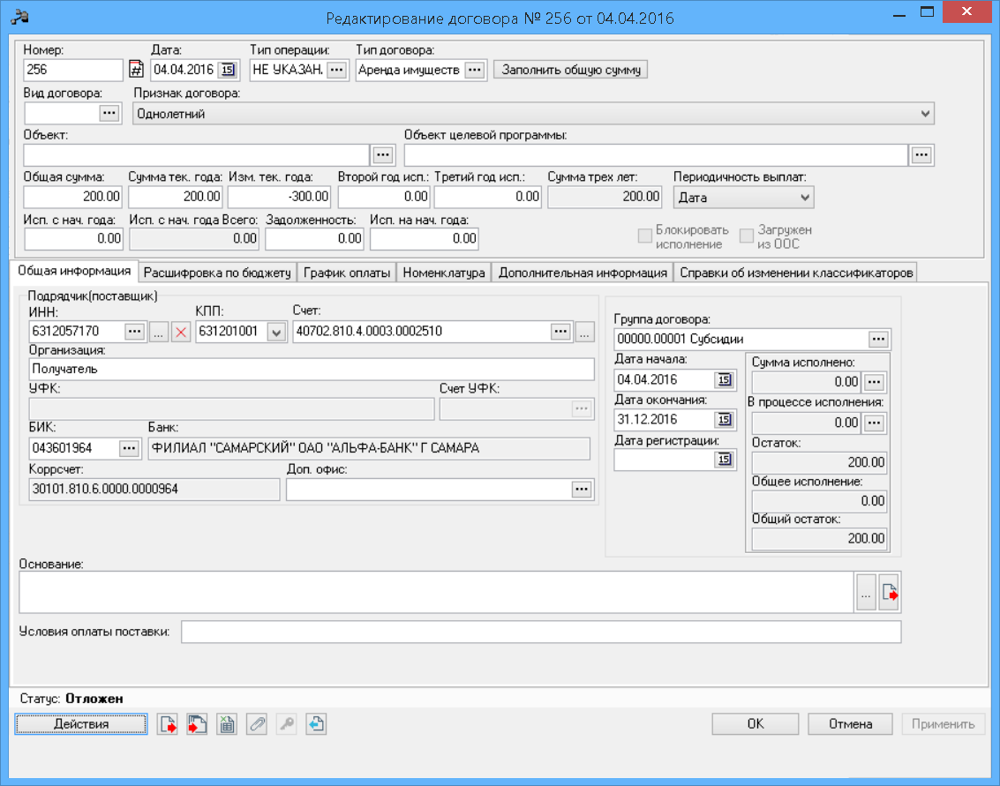 Редактирование договора № 256 от 04.04.2016
Номер: Дата: Тип операции: Тип договора:
256 04.04.2016 15 НЕ УКАЗАН. ... Аренда имуществ ... Заполнить общую сумму
Вид договора: Признак договора:
... Однолетний
Объект: Объект целевой программы:
... ...
Общая сумма: Сумма тек. года: Изм. тек. года: Второй год исп.: Третий год исп.: Сумма трех лет: Периодичность выплат:
200.00 200.00 -300.00 0.00 0.00 200.00 Дата
Исп. с нач. года: Исп. с нач. года Всего: Задолженность: Исп. на нач. года:
0.00 0.00 0.00 0.00
Блокировать исполнение
Загружен из ООС
Общая информация Расшифровка по бюджету График оплаты Номенклатура Дополнительная информация Справки об изменении классификаторов
Подрядчик(поставщик)
ИНН: КПП: Счет:
6312057170 ... ... 631201001 40702.810.4.0003.0002510 ... ...
Организация:
Получатель
УФК: Счет УФК:
...
БИК: Банк:
043601964 ... ФИЛИАЛ "САМАРСКИЙ" ОАО "АЛЬФА-БАНК" Г САМАРА
Коррсчет: Доп. офис:
30101.810.6.0000.0000964 ...
Группа договора:
00000.00001 Субсидии ...
Дата начала:
04.04.2016 15
Дата окончания:
31.12.2016 15
Дата регистрации:
15
Сумма исполнено:
0.00 ...
В процессе исполнения:
0.00 ...
Остаток:
200.00
Общее исполнение:
0.00
Общий остаток:
200.00
Основание:
...
Условия оплаты поставки:
Статус: Отложен
Действия OK Отмена Применить